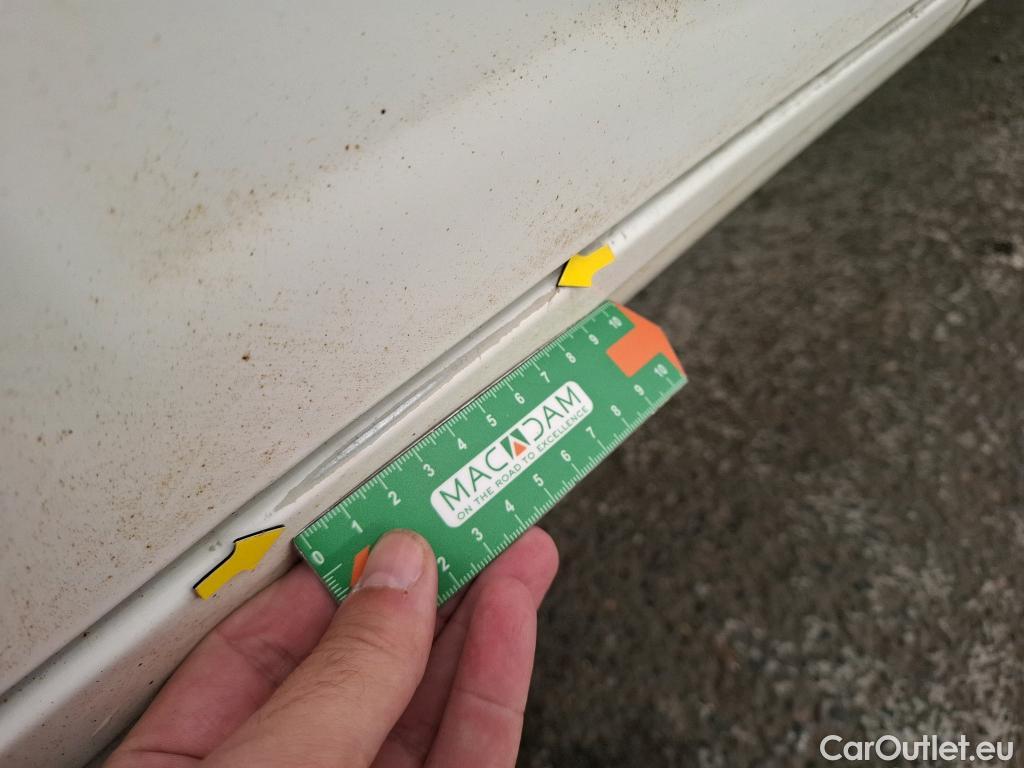 0 1 2 3 4 5 6 7 8 9 10
MACADAM
ON THE ROAD TO EXCELLENCE
2 3 4 5 6 7 8 9 10
CarOutlet.eu